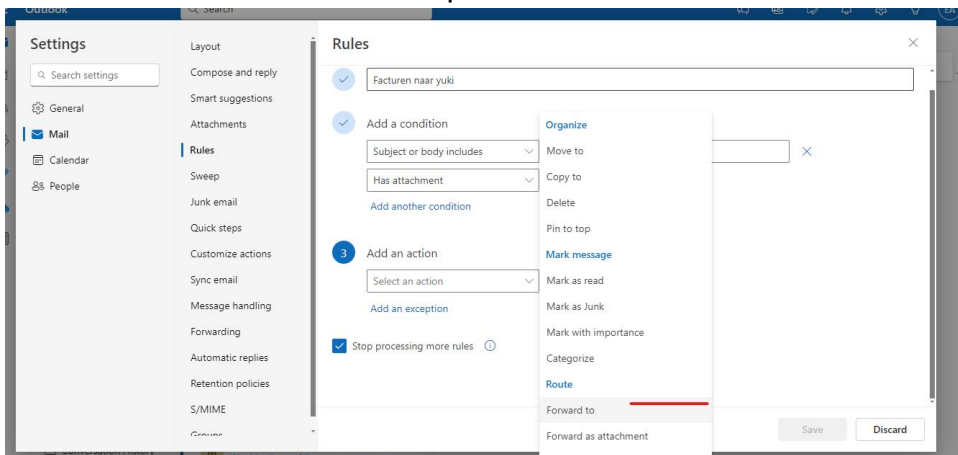 Outlook
Search
EA
Settings
Search settings
General
Mail
Calendar
People
Layout
Compose and reply
Smart suggestions
Attachments
Rules
Sweep
Junk email
Quick steps
Customize actions
Sync email
Message handling
Forwarding
Automatic replies
Retention policies
S/MIME
Groups
Rules
Facturen naar yuki
Add a condition
Subject or body includes
Has attachment
Add another condition
3 Add an action
Select an action
Add an exception
Stop processing more rules
Organize
Move to
Copy to
Delete
Pin to top
Mark message
Mark as read
Mark as Junk
Mark with importance
Categorize
Route
Forward to
Forward as attachment
Save
Discard
Conversation History